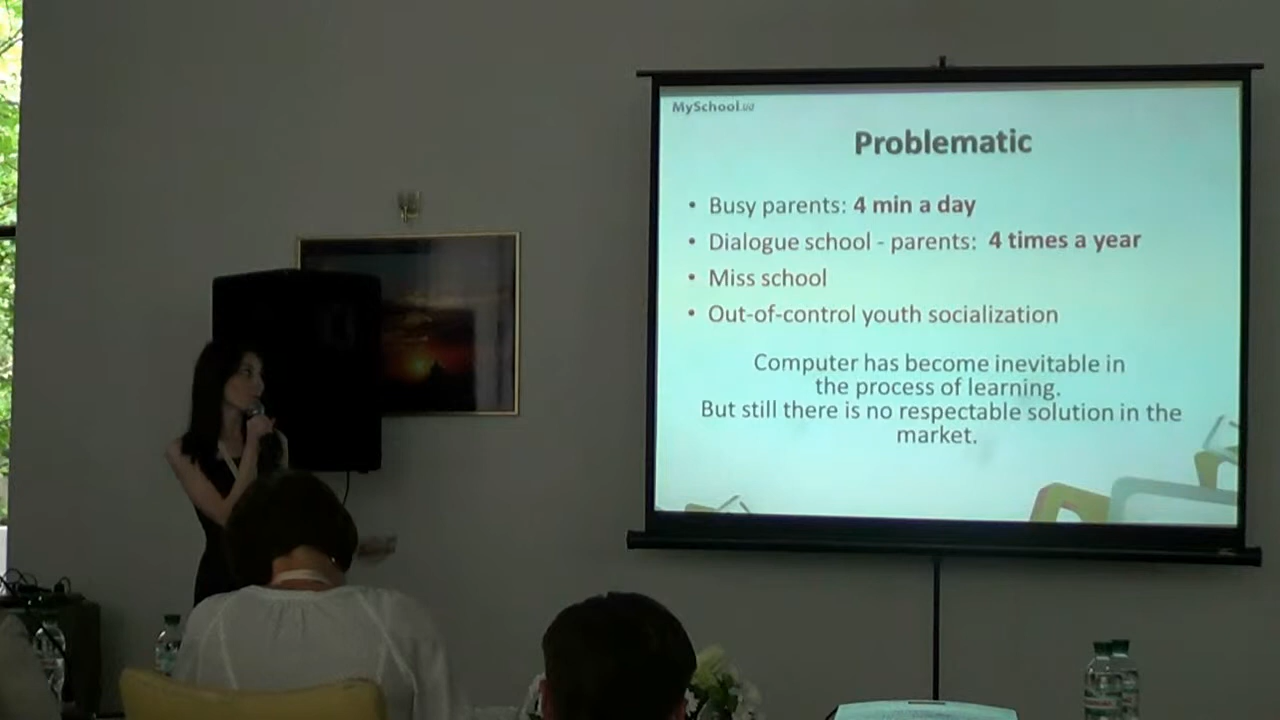 MySchool.ua
Problematic
• Busy parents: 4 min a day
• Dialogue school - parents: 4 times a year
• Miss school
• Out-of-control youth socialization
Computer has become inevitable in
the process of learning.
But still there is no respectable solution in the
market.